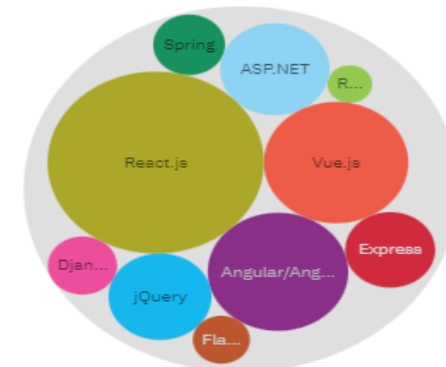 Spring
ASP.NET
R...
React.js
Vue.js
Express
Djan...
Angular/Ang...
jQuery
Fla...